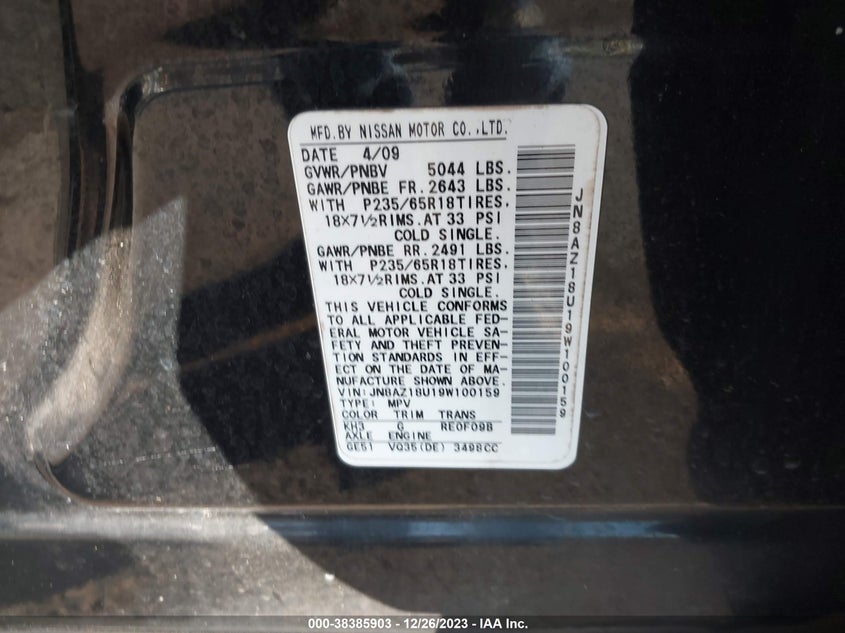 MFD.BY NISSAN MOTOR CO.,LTD.
DATE 4/09
GVWR/PNBV 5044 LBS.
GAWR/PNBE FR.2643 LBS.
WITH P235/65R18TIRES,
18X7½RIMS.AT 33 PSI
COLD SINGLE.
GAWR/PNBE RR.2491 LBS.
WITH P235/65R18TIRES,
18X7½RIMS.AT 33 PSI
COLD SINGLE.
THIS VEHICLE CONFORMS
TO ALL APPLICABLE FED-
ERAL MOTOR VEHICLE SA-
FETY AND THEFT PREVEN-
TION STANDARDS IN EFF-
ECT ON THE DATE OF MA-
NUFACTURE SHOWN ABOVE.
VIN:JN8AZ18U19W100159
TYPE: MPV
COLOR TRIM TRANS
KH3 G RE0F09B
AXLE ENGINE
GE51 VQ35(DE) 3498CC
JN8AZ18U19W100159
000-38385903 - 12/26/2023 - IAA Inc.